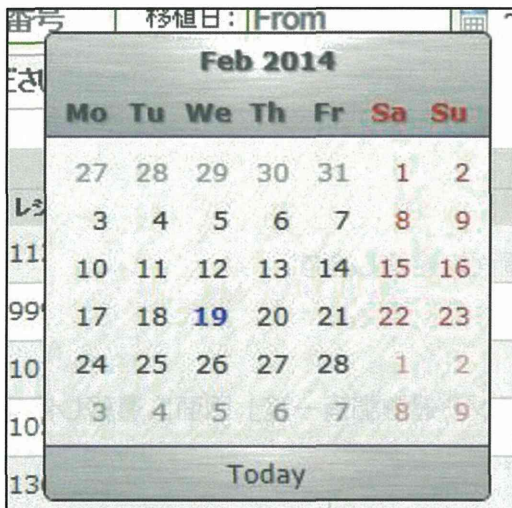 番号 移植日: From
Feb 2014
Mo Tu We Th Fr Sa Su
27 28 29 30 31 1 2
3 4 5 6 7 8 9
10 11 12 13 14 15 16
17 18 19 20 21 22 23
24 25 26 27 28 1 2
3 4 5 6 7 8 9
Today